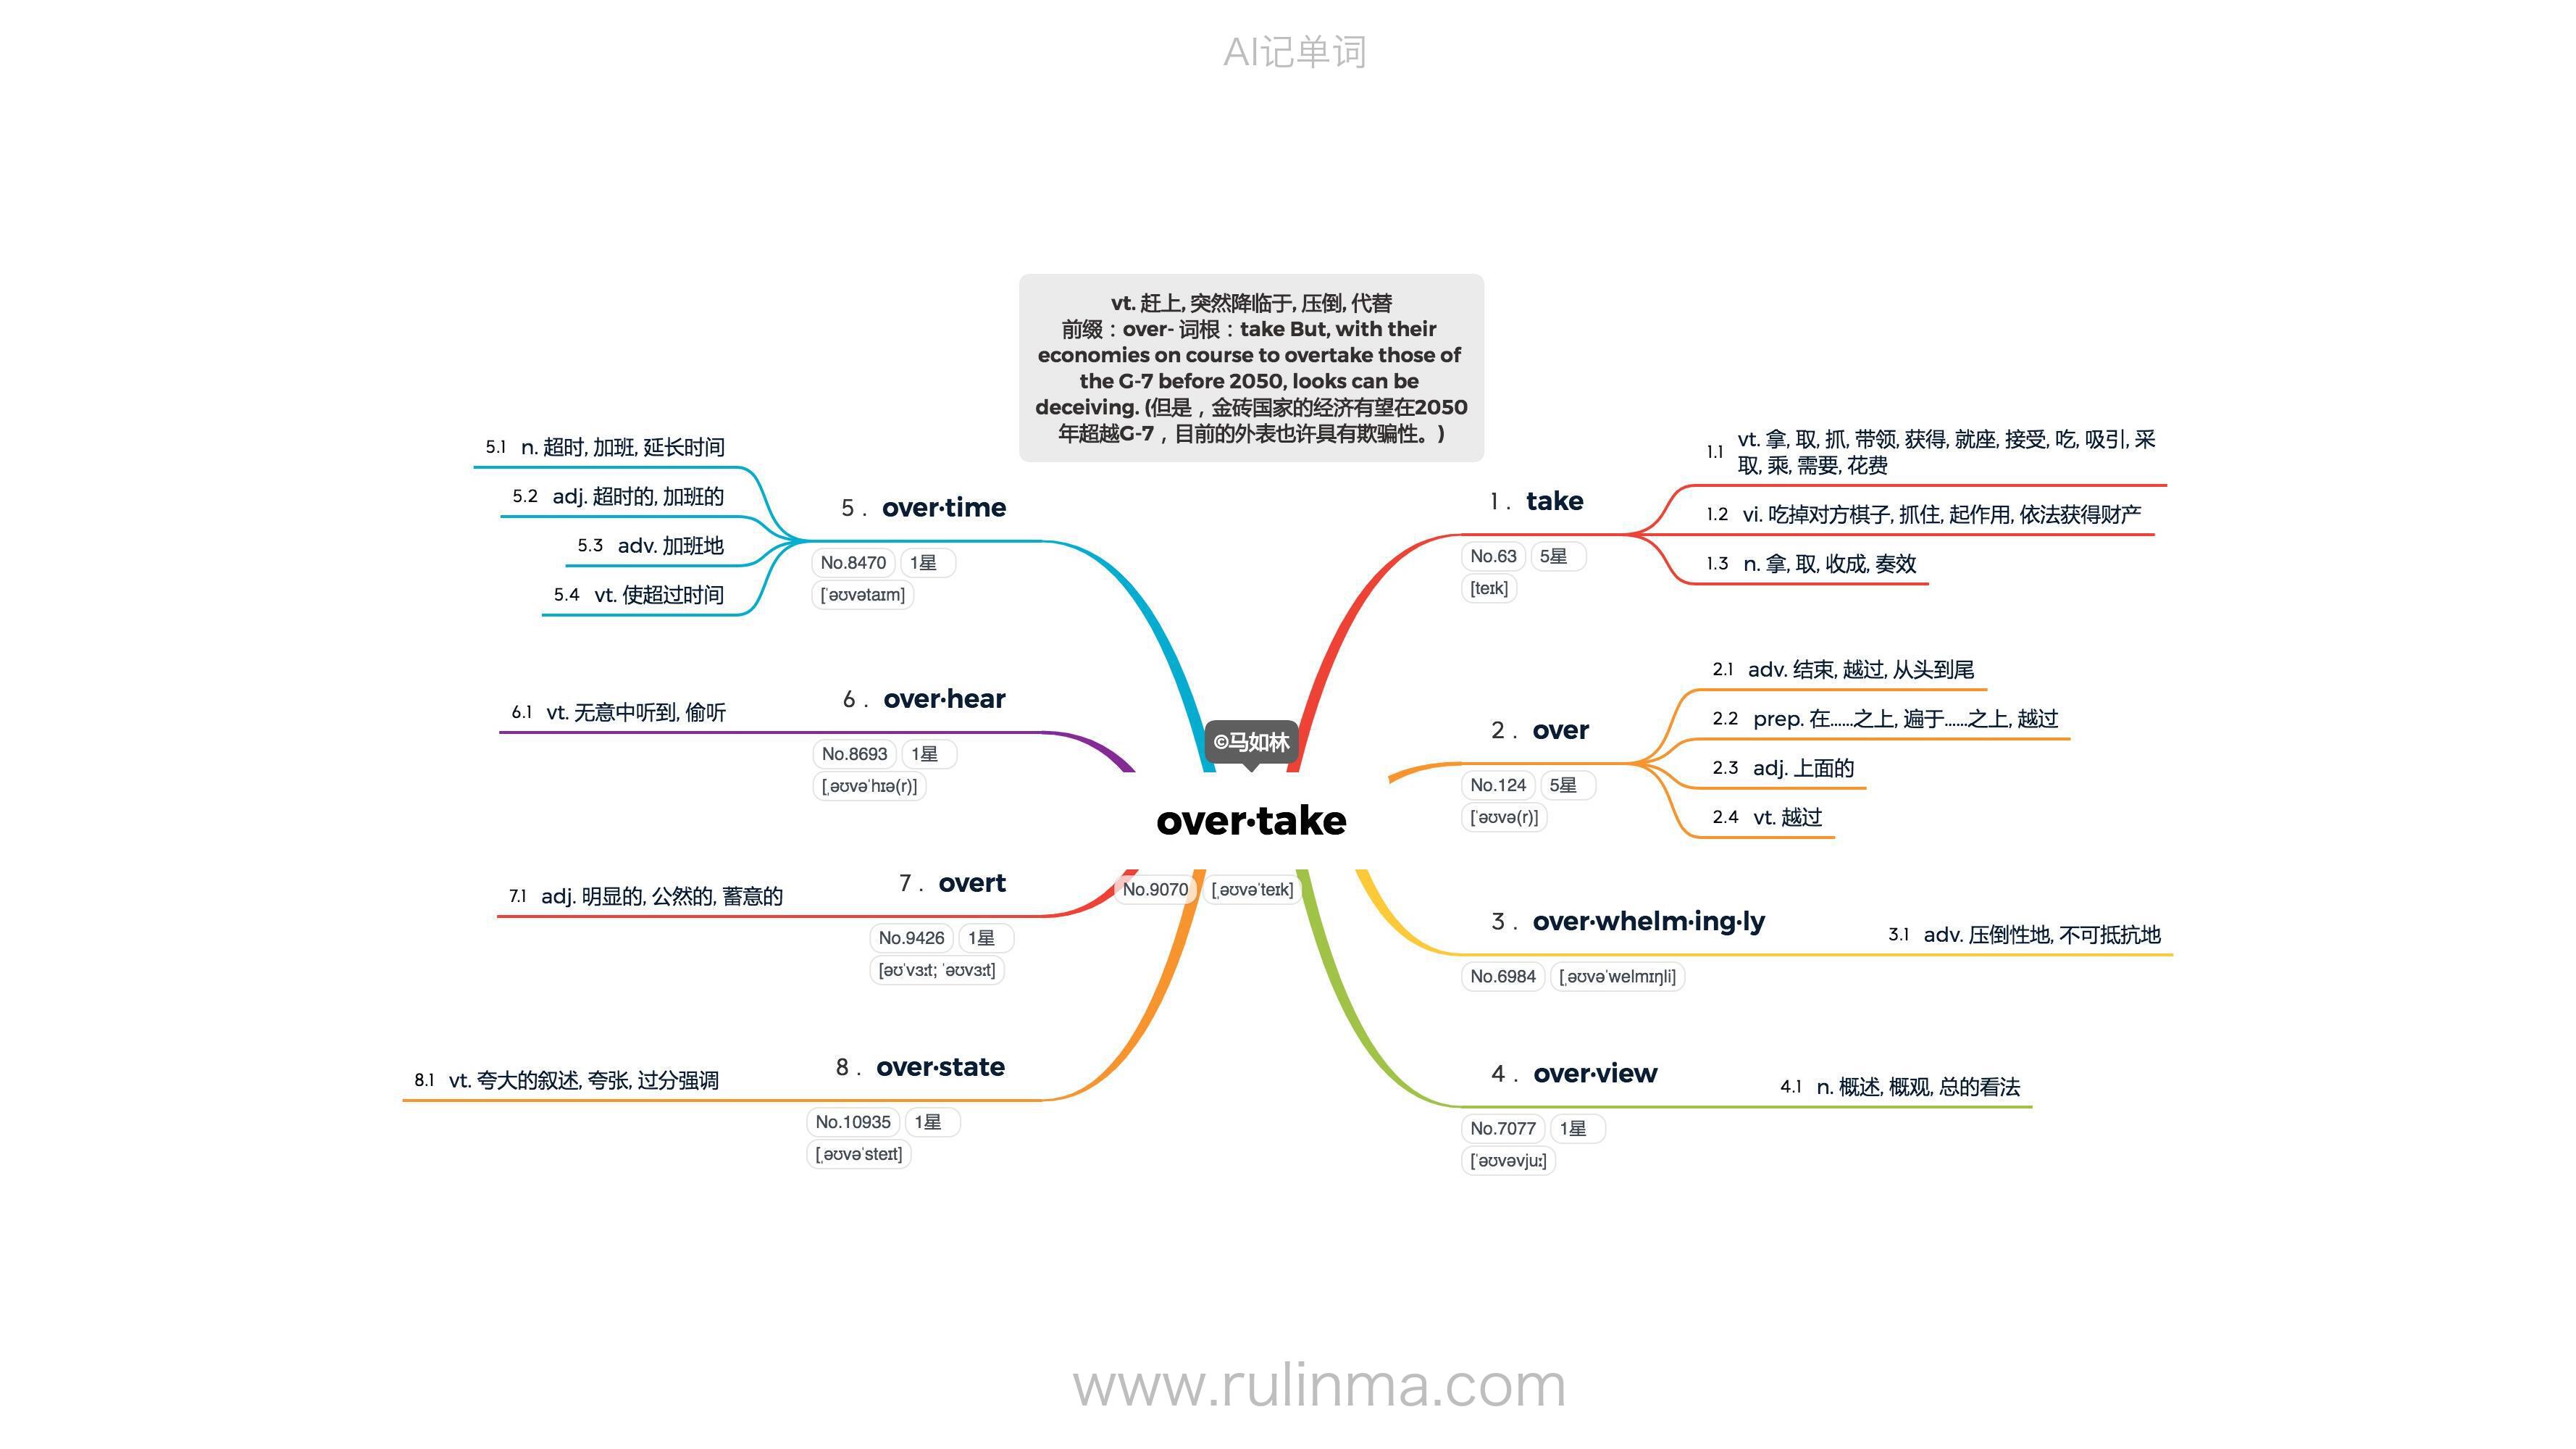 AI记单词
vt. 赶上, 突然降临于, 压倒, 代替
前缀：over- 词根：take But, with their
economies on course to overtake those of
the G-7 before 2050, looks can be
deceiving. (但是，金砖国家的经济有望在2050
年超越G-7，目前的外表也许具有欺骗性。)
©马如林
over·take
No.9070 [ˌəʊvəˈteɪk]
1. take
No.63 5星
[teɪk]
1.1 vt. 拿, 取, 抓, 带领, 获得, 就座, 接受, 吃, 吸引, 采
取, 乘, 需要, 花费
1.2 vi. 吃掉对方棋子, 抓住, 起作用, 依法获得财产
1.3 n. 拿, 取, 收成, 奏效
2. over
No.124 5星
[ˈəʊvə(r)]
2.1 adv. 结束, 越过, 从头到尾
2.2 prep. 在……之上, 遍于……之上, 越过
2.3 adj. 上面的
2.4 vt. 越过
3. over·whelm·ing·ly
No.6984 [ˌəʊvəˈwelmɪŋli]
3.1 adv. 压倒性地, 不可抵抗地
4. over·view
No.7077 1星
[ˈəʊvəvjuː]
4.1 n. 概述, 概观, 总的看法
5. over·time
No.8470 1星
[ˈəʊvətaɪm]
5.1 n. 超时, 加班, 延长时间
5.2 adj. 超时的, 加班的
5.3 adv. 加班地
5.4 vt. 使超过时间
6. over·hear
No.8693 1星
[ˌəʊvəˈhɪə(r)]
6.1 vt. 无意中听到, 偷听
7. overt
No.9426 1星
[əʊˈvɜːt; ˈəʊvɜːt]
7.1 adj. 明显的, 公然的, 蓄意的
8. over·state
No.10935 1星
[ˌəʊvəˈsteɪt]
8.1 vt. 夸大的叙述, 夸张, 过分强调
www.rulinma.com